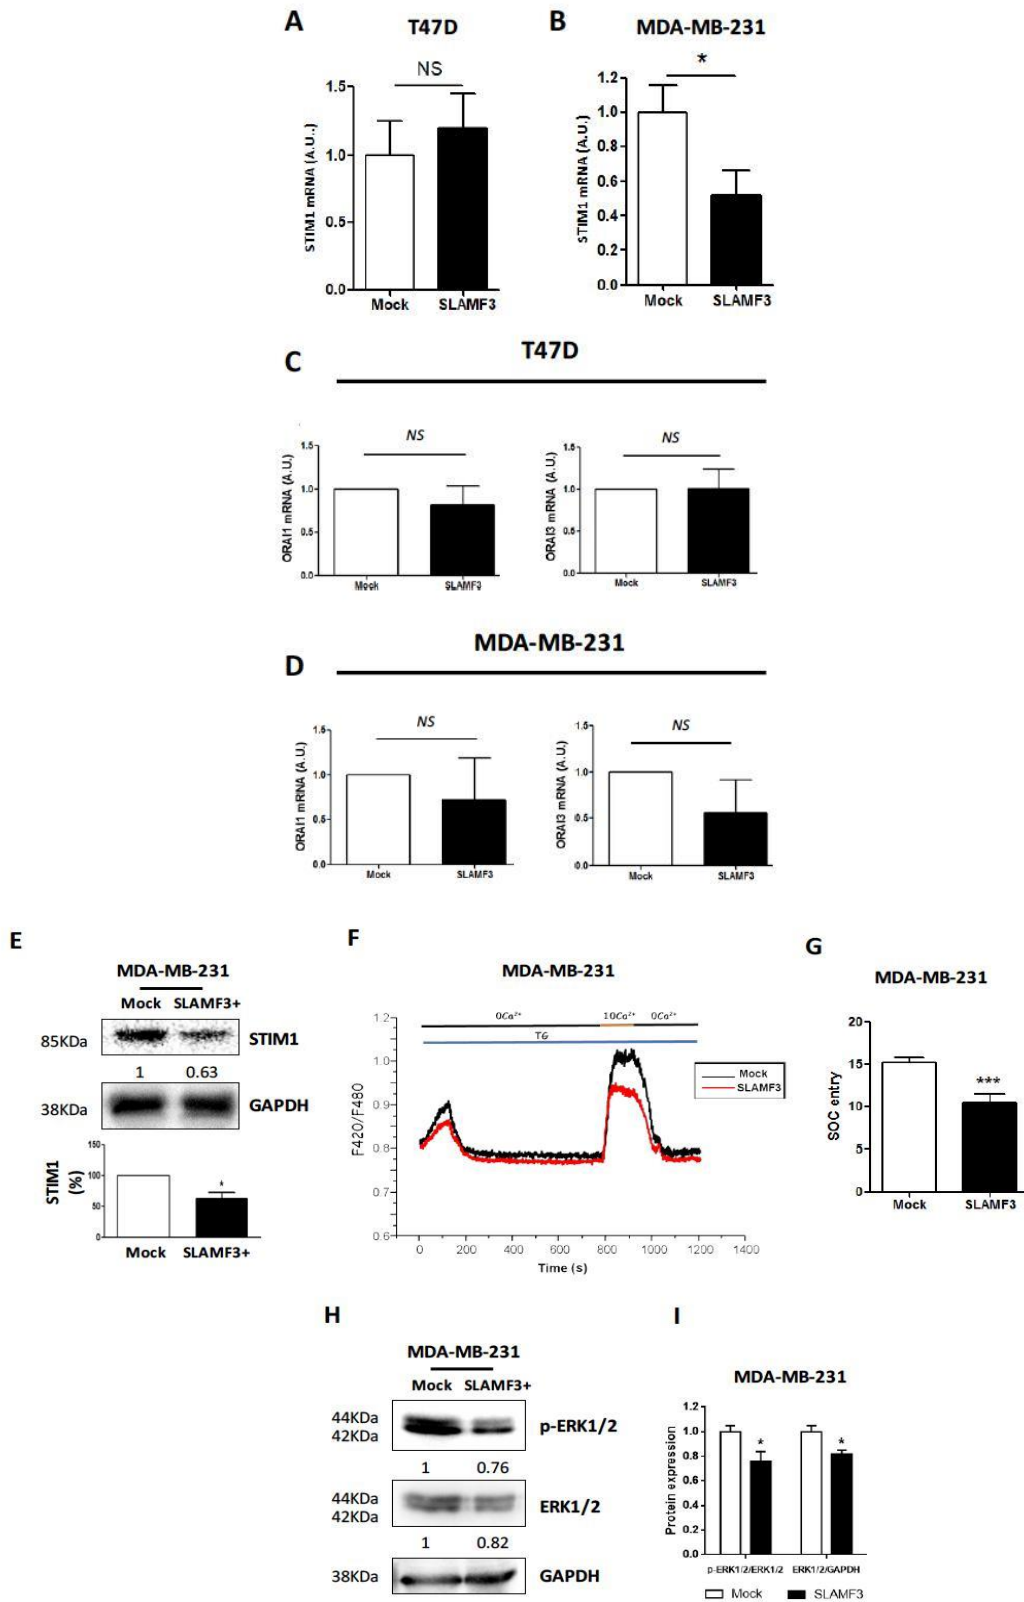 A
T47D
NS
STIM1 mRNA (A.U..)
1.5
1.0
0.5
0.0
Mock SLAMF3
B
MDA-MB-231
*
STIM1 mRNA (A.U.)
1.2
1.0
0.8
0.6
0.4
0.2
0.0
Mock SLAMF3
C
T47D
NS
ORAI1 mRNA (A.U.)
1.5
1.0
0.5
0.0
Mock SLAMF3
NS
ORAI3 mRNA (A.U.)
1.5
1.0
0.5
0.0
Mock SLAMF3
D
MDA-MB-231
NS
ORAI1 mRNA (A.U.)
1.5
1.0
0.5
0.0
Mock SLAMF3
NS
ORAI3 mRNA (A.U.)
1.5
1.0
0.5
0.0
Mock SLAMF3
E
MDA-MB-231
Mock SLAMF3+
85KDa STIM1
1 0.63
38KDa GAPDH
STIM1
(%)
150
100
50
0
*
Mock SLAMF3+
F
MDA-MB-231
0Ca²⁺ 10Ca²⁺ 0Ca²⁺
TG
Mock
SLAMF3
F420/F480
1.2
1.0
0.9
0.8
0.7
0.6
0 200 400 600 800 1000 1200 1400
Time (s)
G
MDA-MB-231
SOC entry
20
15
10
5
0
***
Mock SLAMF3
H
MDA-MB-231
Mock SLAMF3+
44KDa
42KDa
p-ERK1/2
1 0.76
44KDa
42KDa
ERK1/2
1 0.82
38KDa GAPDH
I
MDA-MB-231
Protein expression
1.2
1.0
0.8
0.6
0.4
0.2
0.0
* *
p-ERK1/2/ERK1/2 ERK1/2/GAPDH
Mock SLAMF3